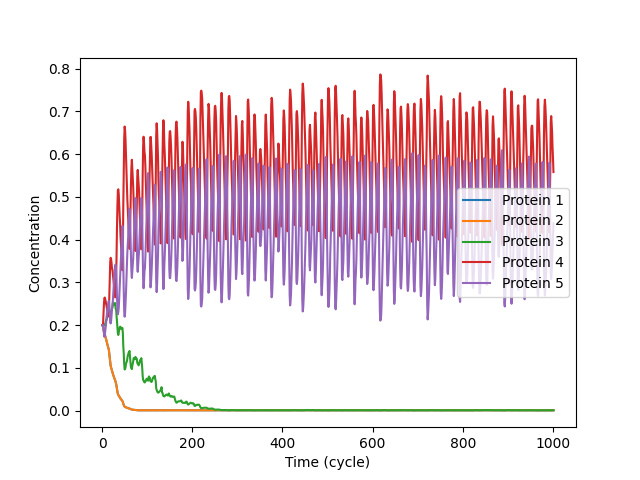 0.8
0.7
0.6
0.5
0.4
0.3
0.2
0.1
0.0
Concentration
0
200
400
600
800
1000
Time (cycle)
Protein 1
Protein 2
Protein 3
Protein 4
Protein 5